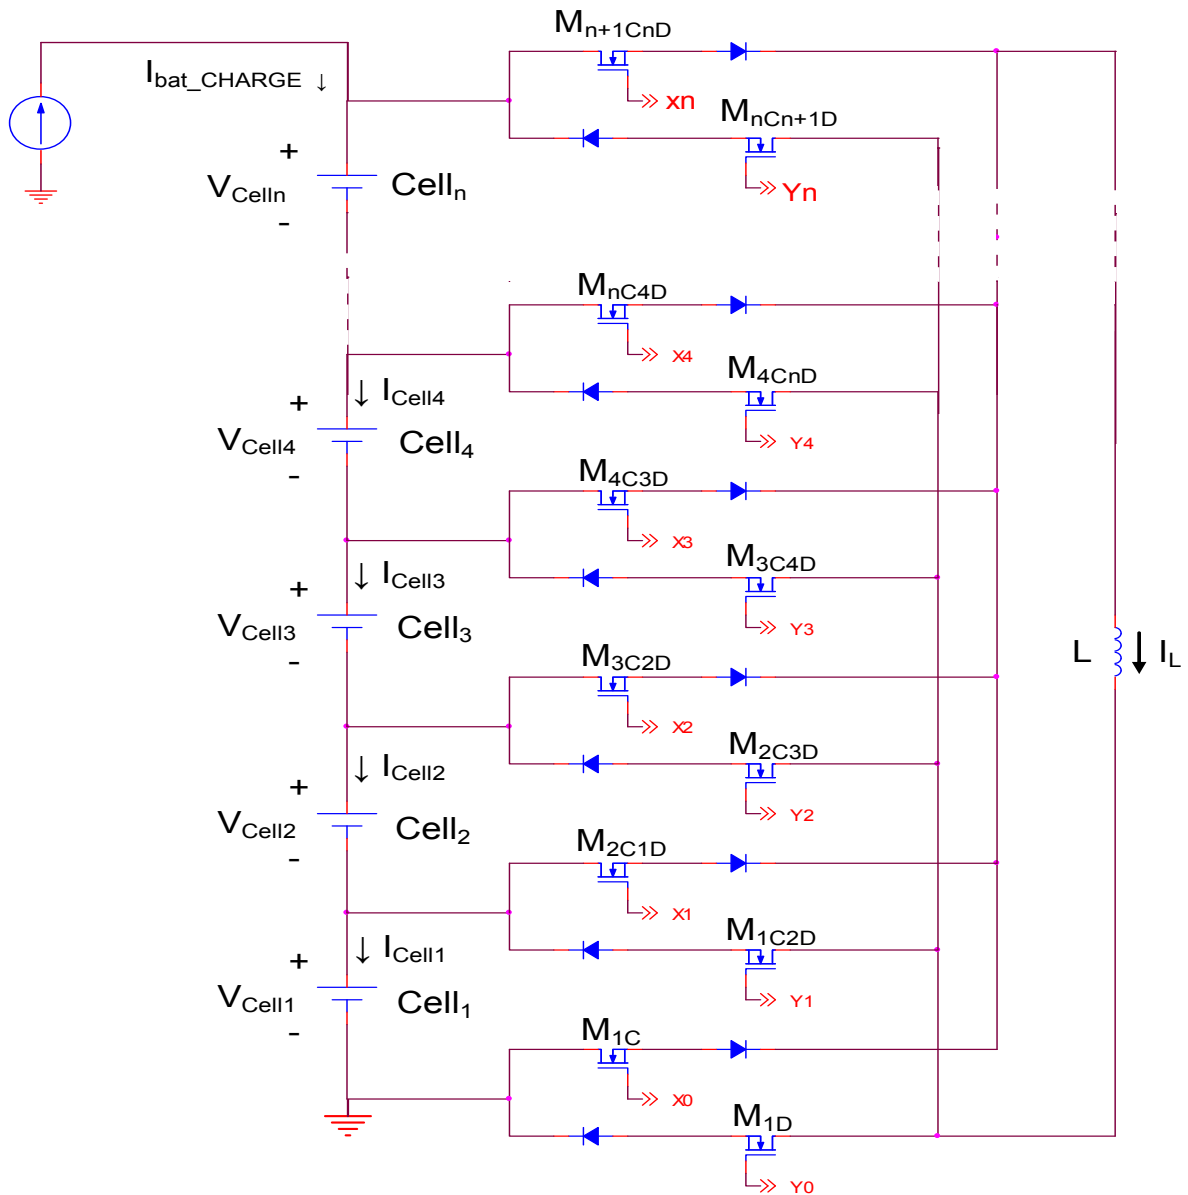 Mn+1CnD
Ibat_CHARGE ↓
xn
MnCn+1D
+
VCelln
Celln
Yn
-
MnC4D
X4
↓ ICell4
M4CnD
+
VCell4
Cell4
Y4
-
M4C3D
X3
↓ ICell3
M3C4D
+
VCell3
Cell3
Y3
-
M3C2D
L
IL
X2
↓ ICell2
M2C3D
+
VCell2
Cell2
Y2
-
M2C1D
X1
↓ ICell1
M1C2D
+
VCell1
Cell1
Y1
-
M1C
X0
M1D
Y0